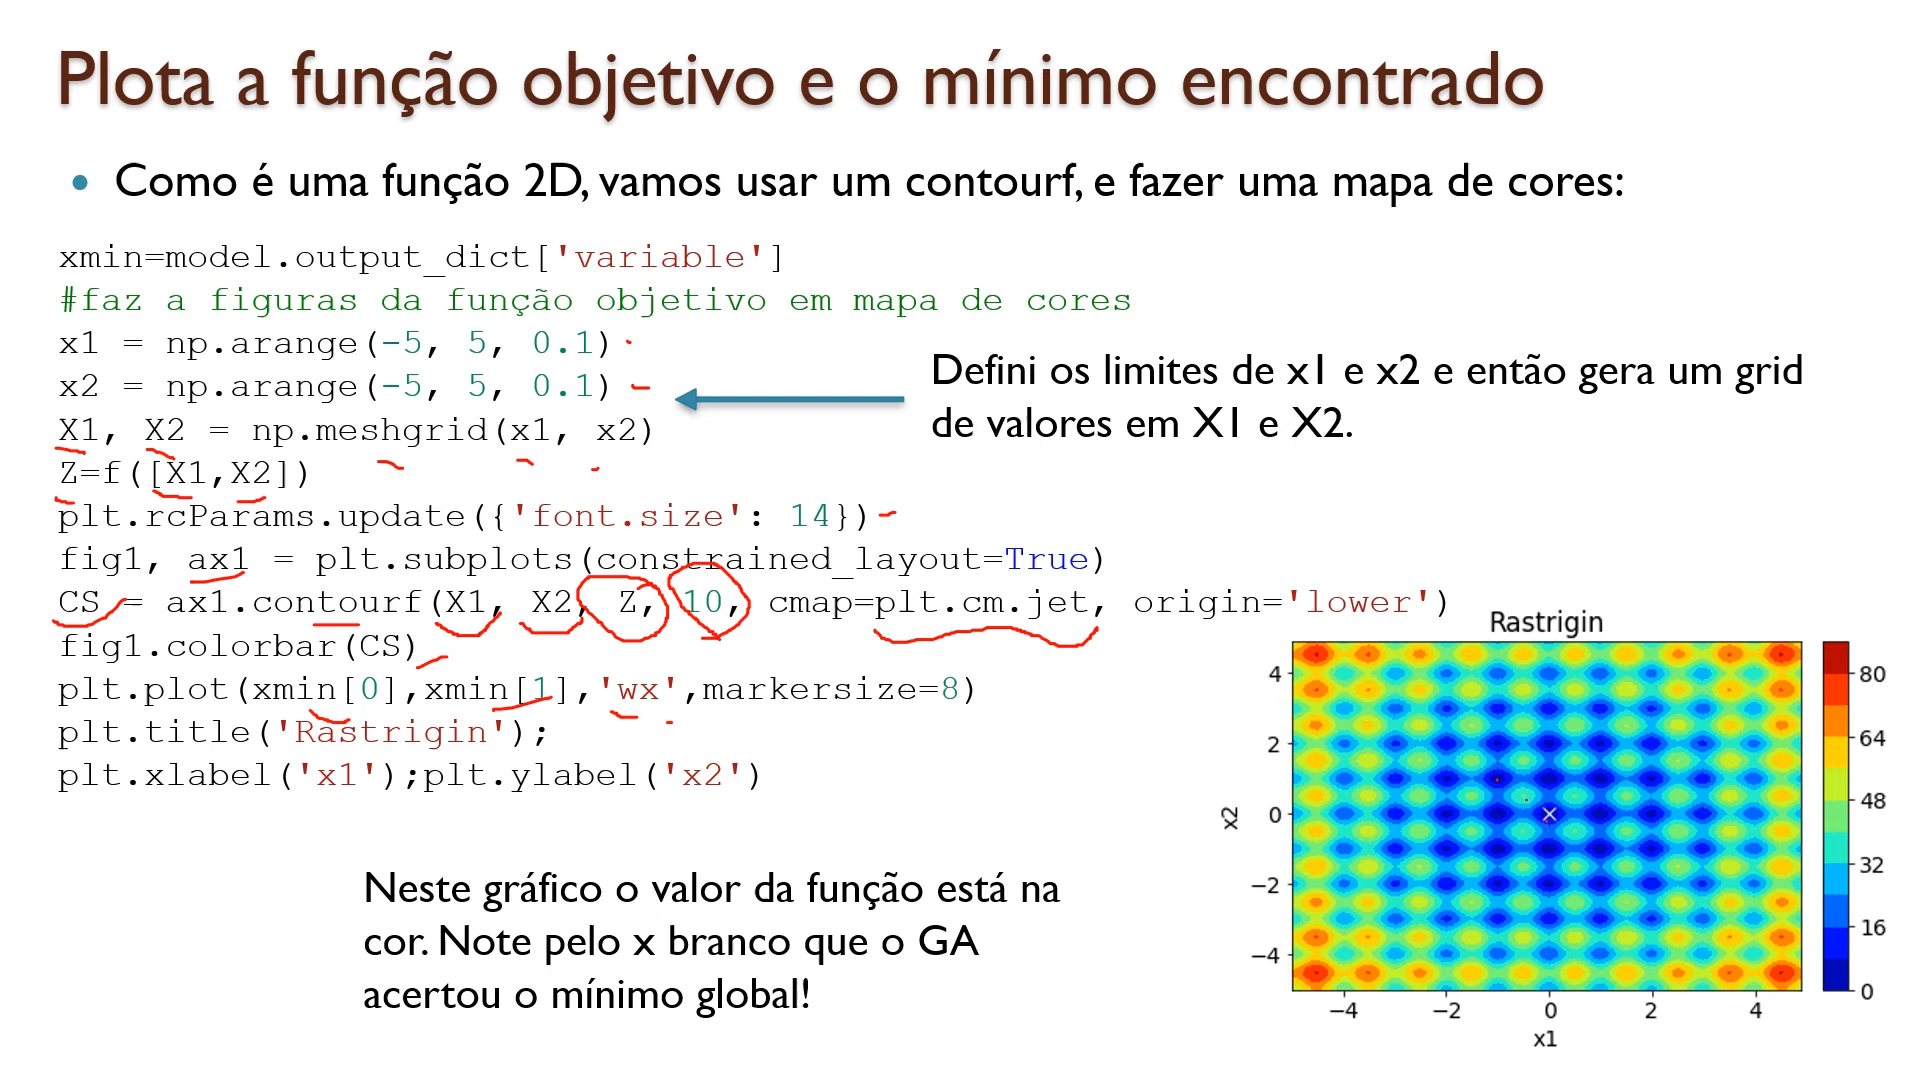 Plota a função objetivo e o mínimo encontrado
• Como é uma função 2D, vamos usar um contourf, e fazer uma mapa de cores:
xmin=model.output_dict['variable']
#faz a figuras da função objetivo em mapa de cores
x1 = np.arange(-5, 5, 0.1)
x2 = np.arange(-5, 5, 0.1)
X1, X2 = np.meshgrid(x1, x2)
Z=f([X1,X2])
plt.rcParams.update({'font.size': 14})
fig1, ax1 = plt.subplots(constrained_layout=True)
CS = ax1.contourf(X1, X2, Z, 10, cmap=plt.cm.jet, origin='lower')
fig1.colorbar(CS)
plt.plot(xmin[0],xmin[1],'wx',markersize=8)
plt.title('Rastrigin');
plt.xlabel('x1');plt.ylabel('x2')
Defini os limites de x1 e x2 e então gera um grid
de valores em X1 e X2.
Neste gráfico o valor da função está na
cor. Note pelo x branco que o GA
acertou o mínimo global!
Rastrigin
4
2
0
−2
−4
x2
−4 −2 0 2 4
x1
80
64
48
32
16
0